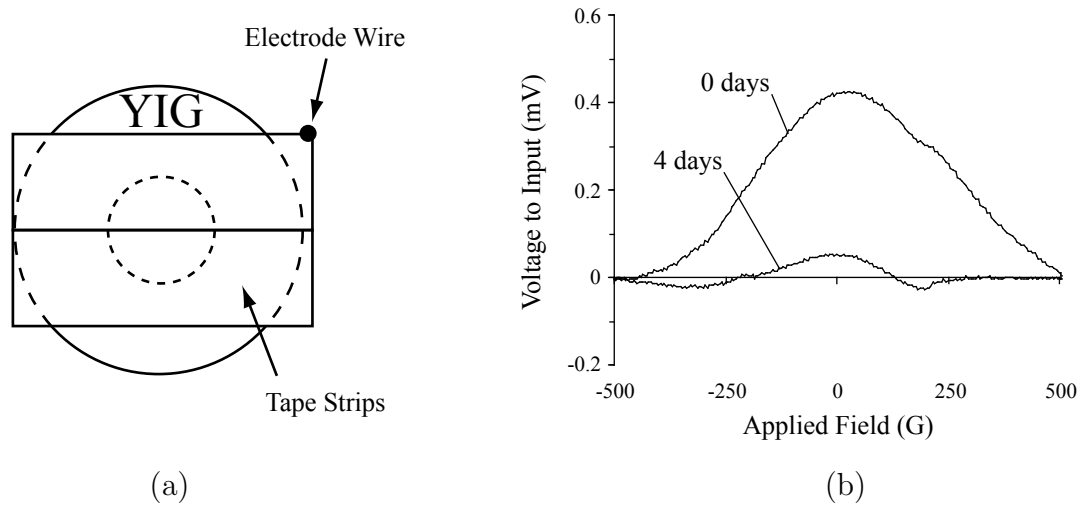 Electrode Wire
YIG
Tape Strips
(a)
Voltage to Input (mV)
0.6
0.4
0.2
0
-0.2
0 days
4 days
-500
-250
0
250
500
Applied Field (G)
(b)